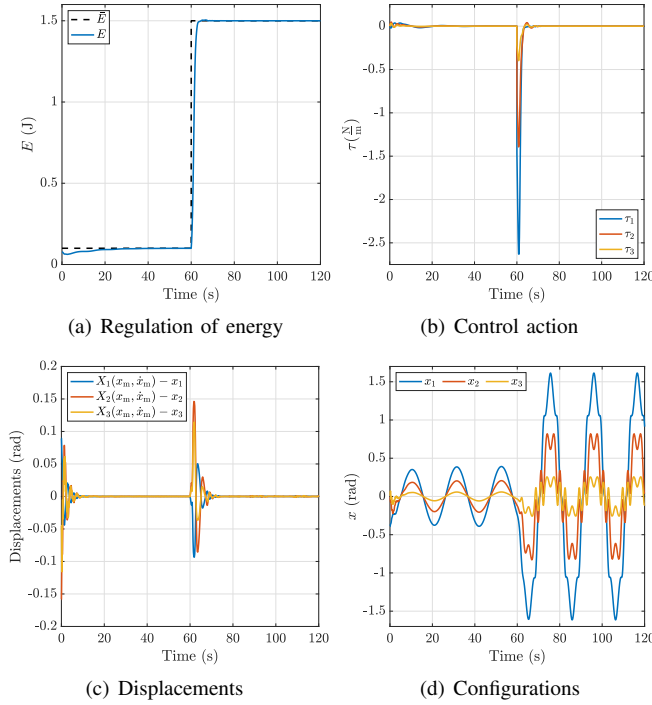 1.5
1
0.5
0
E (J)
Ē
E
0 20 40 60 80 100 120
Time (s)
(a) Regulation of energy
0
-0.5
-1
-1.5
-2
-2.5
τ(N/m)
τ₁
τ₂
τ₃
0 20 40 60 80 100 120
Time (s)
(b) Control action
0.2
0.15
0.1
0.05
0
-0.05
-0.1
-0.15
-0.2
Displacements (rad)
X₁(xₘ, ẋₘ) − x₁
X₂(xₘ, ẋₘ) − x₂
X₃(xₘ, ẋₘ) − x₃
0 20 40 60 80 100 120
Time (s)
(c) Displacements
1.5
1
0.5
0
-0.5
-1
-1.5
x (rad)
x₁ x₂ x₃
0 20 40 60 80 100 120
Time (s)
(d) Configurations